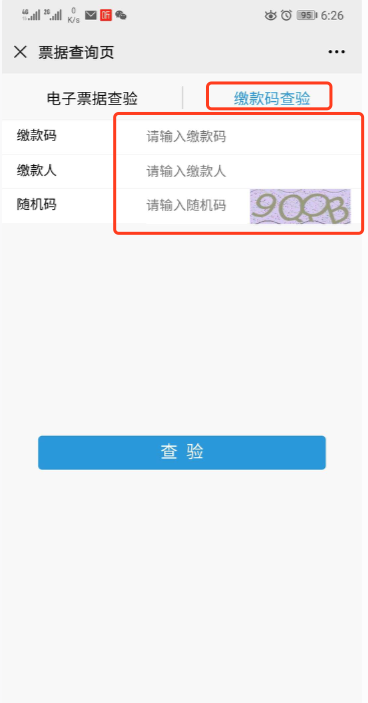 0
K/s
95 6:26
票据查询页
电子票据查验 缴款码查验
缴款码 请输入缴款码
缴款人 请输入缴款人
随机码 请输入随机码
查 验